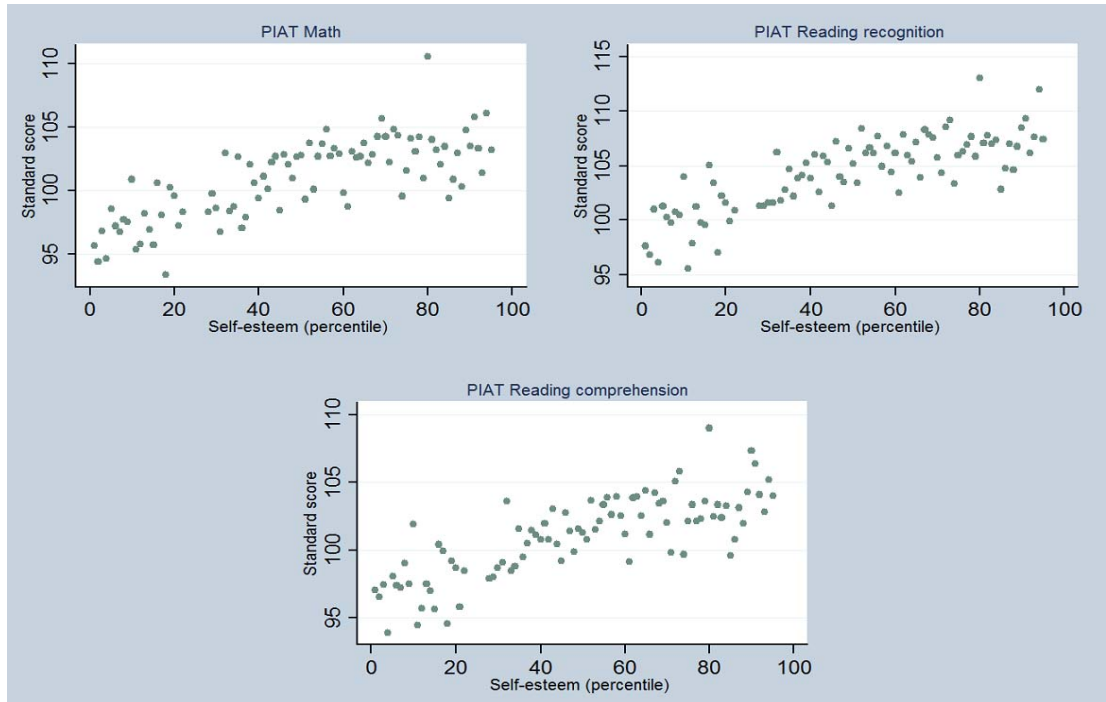 PIAT Math
Standard score
110
105
100
95
0 20 40 60 80 100
Self-esteem (percentile)
PIAT Reading recognition
Standard score
115
110
105
100
95
0 20 40 60 80 100
Self-esteem (percentile)
PIAT Reading comprehension
Standard score
110
105
100
95
0 20 40 60 80 100
Self-esteem (percentile)